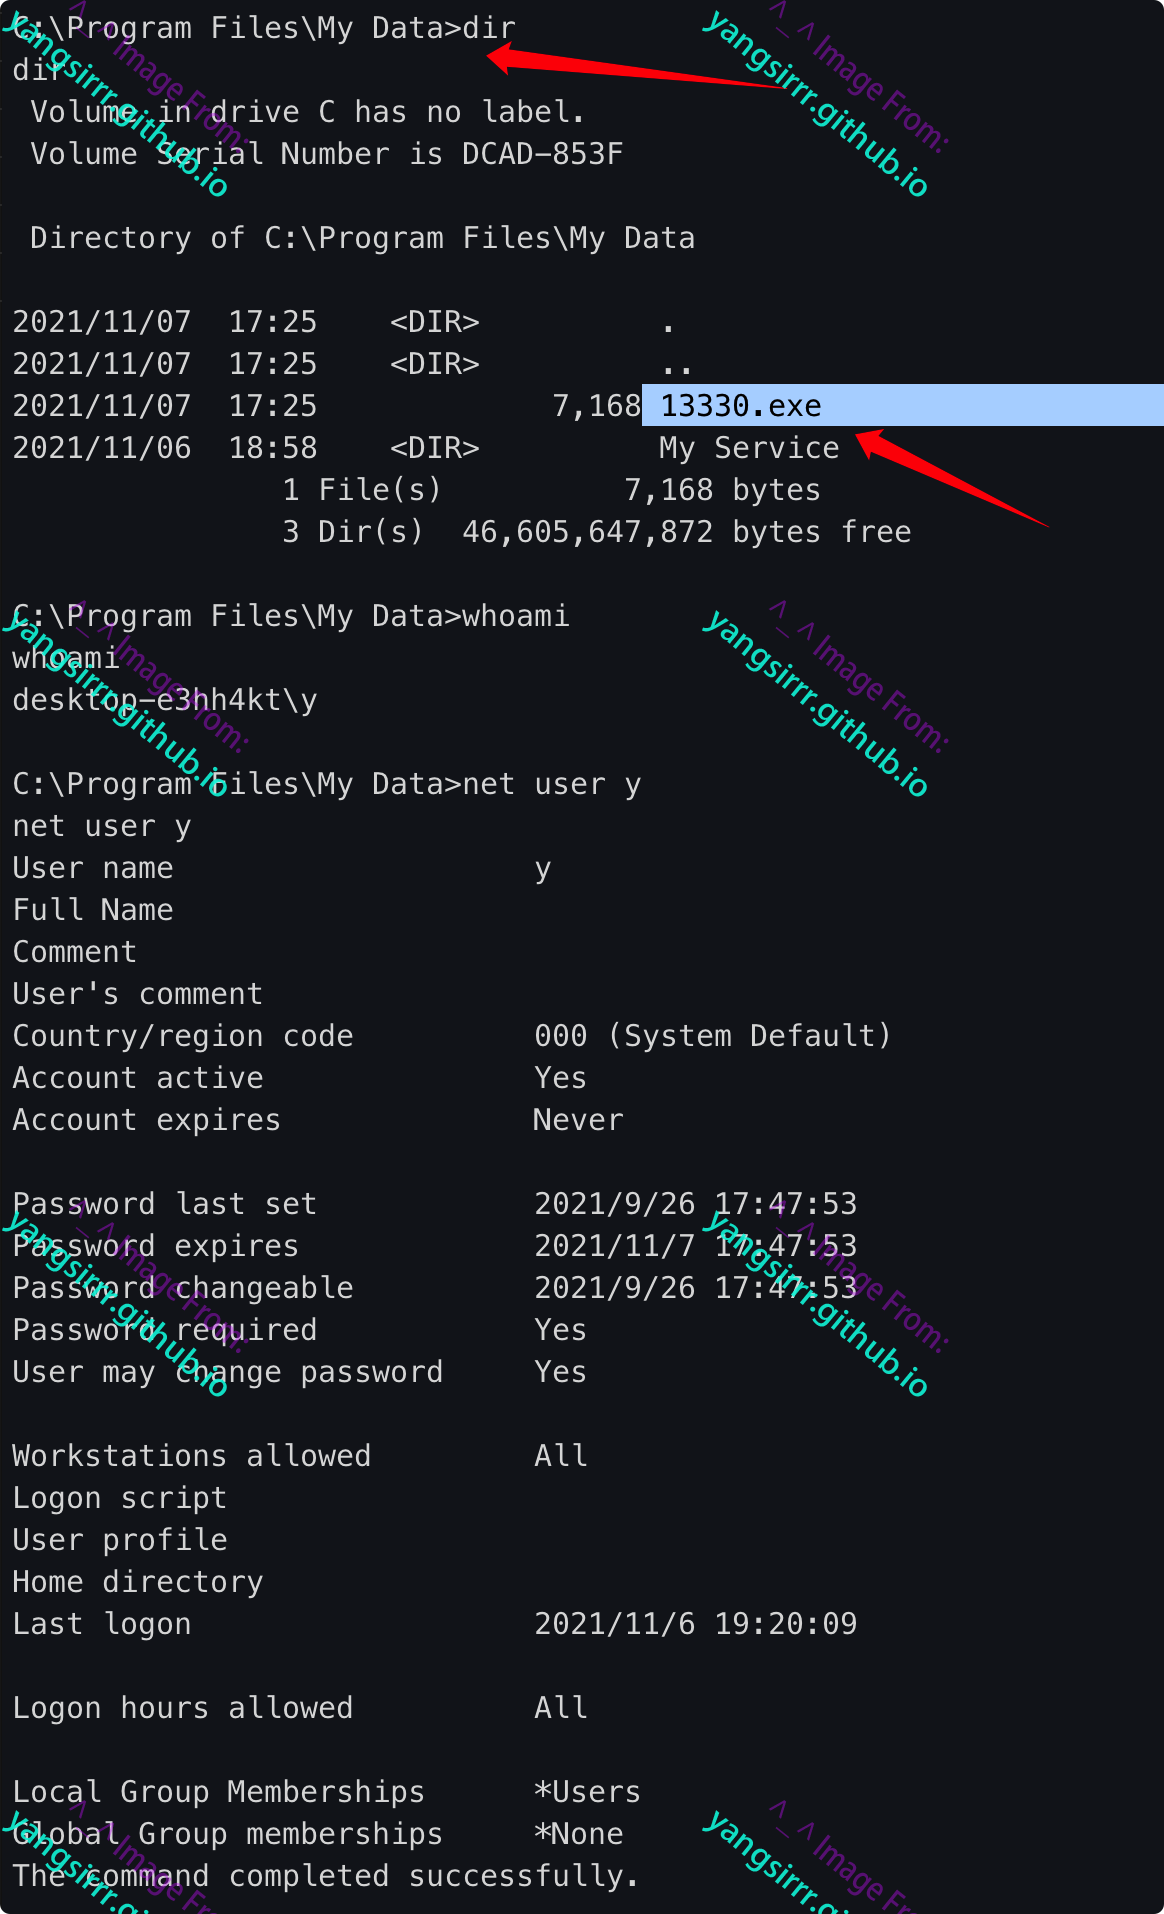 C:\Program Files\My Data>dir
dir
 Volume in drive C has no label.
 Volume Serial Number is DCAD-853F

 Directory of C:\Program Files\My Data

2021/11/07  17:25    <DIR>          .
2021/11/07  17:25    <DIR>          ..
2021/11/07  17:25             7,168 13330.exe
2021/11/06  18:58    <DIR>          My Service
               1 File(s)          7,168 bytes
               3 Dir(s)  46,605,647,872 bytes free

C:\Program Files\My Data>whoami
whoami
desktop-e3hh4kt\y

C:\Program Files\My Data>net user y
net user y
User name                    y
Full Name
Comment
User's comment
Country/region code          000 (System Default)
Account active               Yes
Account expires              Never

Password last set            2021/9/26 17:47:53
Password expires             2021/11/7 17:47:53
Password changeable          2021/9/26 17:47:53
Password required            Yes
User may change password     Yes

Workstations allowed         All
Logon script
User profile
Home directory
Last logon                   2021/11/6 19:20:09

Logon hours allowed          All

Local Group Memberships      *Users
Global Group memberships     *None
The command completed successfully.
^_^Image From:
yangsirrr.github.io
^_^Image From:
yangsirrr.github.io
^_^Image From:
yangsirrr.github.io
^_^Image From:
yangsirrr.github.io
^_^Image From:
yangsirrr.github.io
^_^Image From:
yangsirrr.github.io
^_^Image Fr
yangsirrr.github
^_^Image Fr
yangsirrr.github